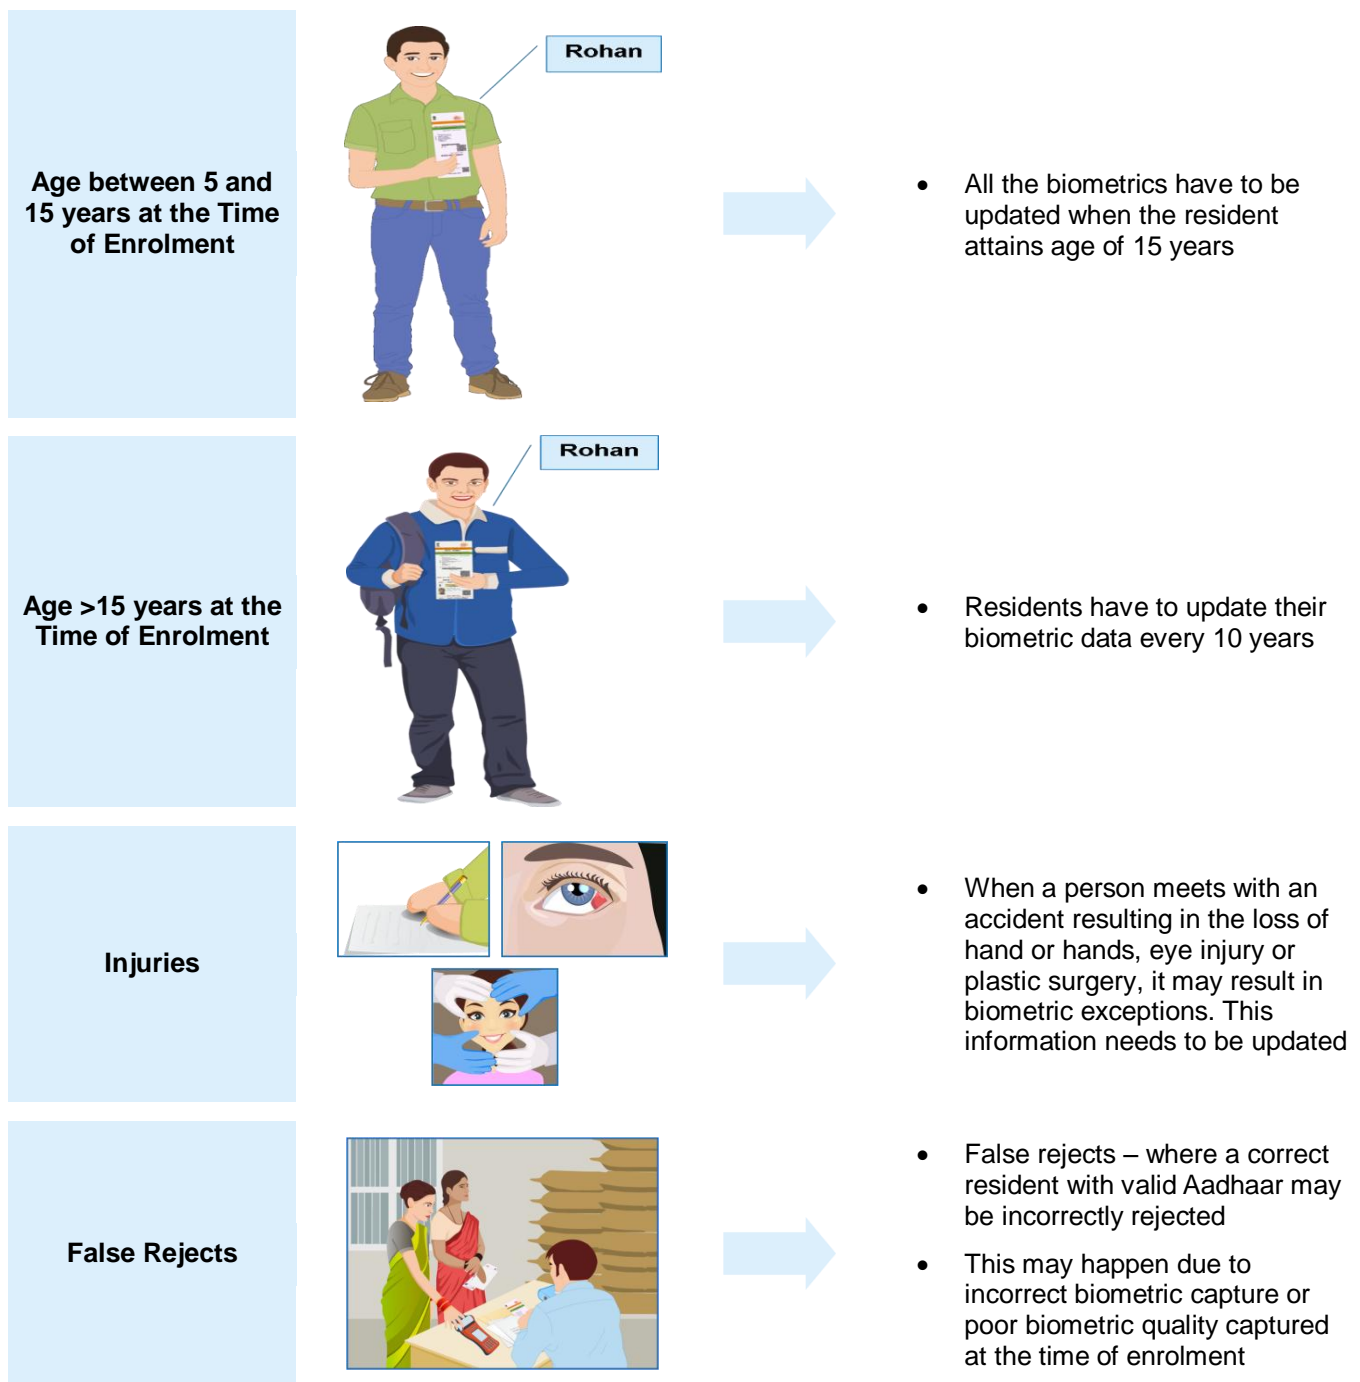 Rohan
Age between 5 and
15 years at the Time
of Enrolment
• All the biometrics have to be
updated when the resident
attains age of 15 years
Rohan
Age >15 years at the
Time of Enrolment
• Residents have to update their
biometric data every 10 years
Injuries
• When a person meets with an
accident resulting in the loss of
hand or hands, eye injury or
plastic surgery, it may result in
biometric exceptions. This
information needs to be updated
False Rejects
• False rejects – where a correct
resident with valid Aadhaar may
be incorrectly rejected
• This may happen due to
incorrect biometric capture or
poor biometric quality captured
at the time of enrolment